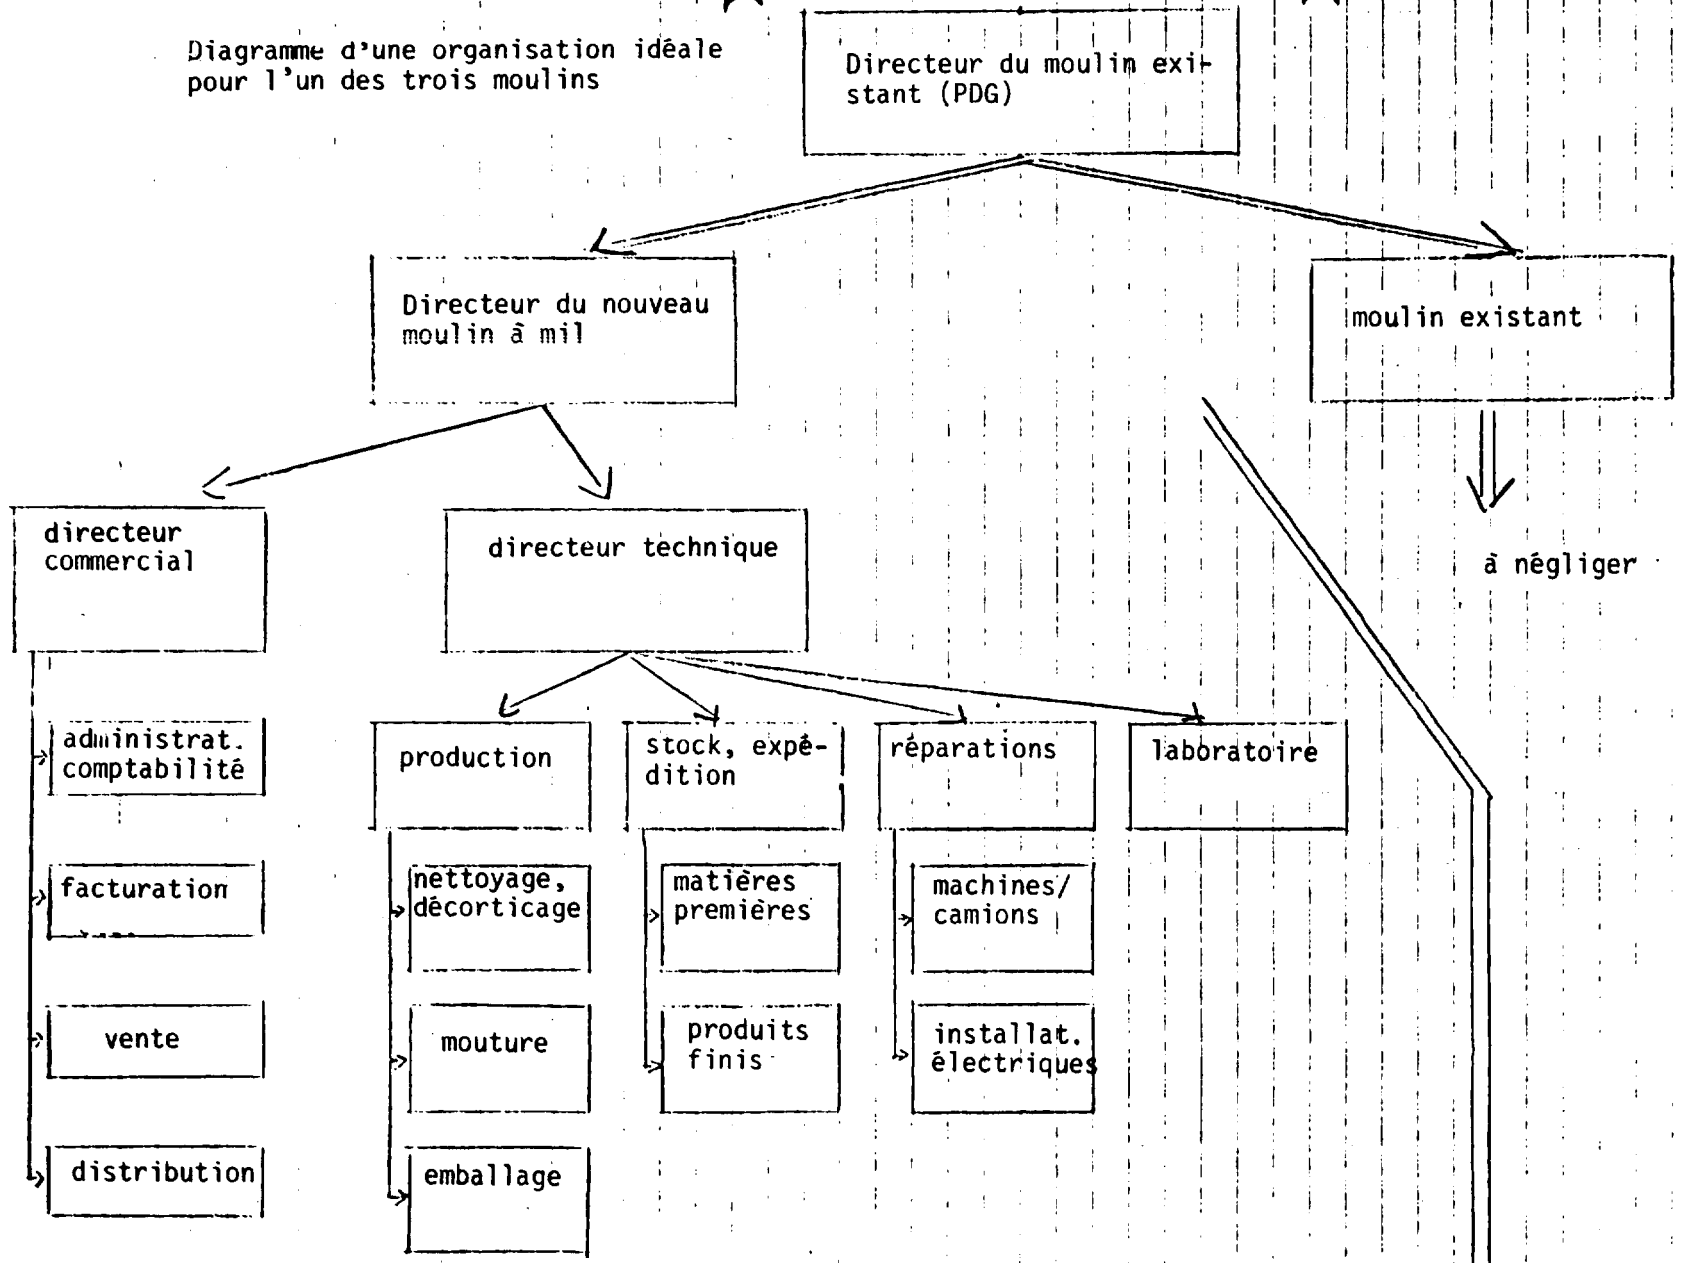 Diagramme d'une organisation idéale
pour l'un des trois moulins
Directeur du moulin exi-
stant (PDG)
Directeur du nouveau
moulin à mil
moulin existant
directeur
commercial
directeur technique
à négliger
administrat.
comptabilité
production
stock, expé-
dition
réparations
laboratoire
facturation
nettoyage,
décorticage
matières
premières
machines/
camions
vente
mouture
produits
finis
installat.
électriques
distribution
emballage